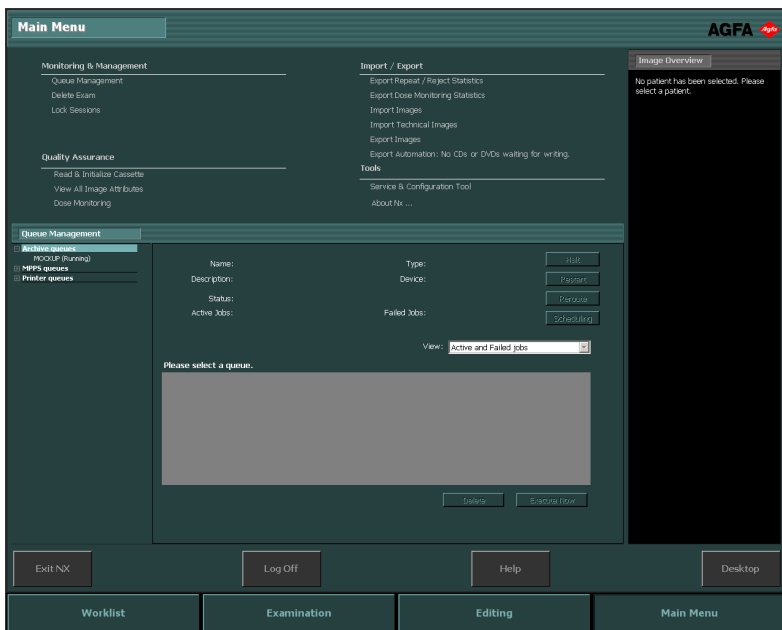 Main Menu
AGFA
Agfa
Monitoring & Management
Queue Management
Delete Exam
Lock Sessions
Quality Assurance
Read & Initialize Cassette
View All Image Attributes
Dose Monitoring
Import / Export
Export Repeat / Reject Statistics
Export Dose Monitoring Statistics
Import Images
Import Technical Images
Export Images
Export Automation: No CDs or DVDs waiting for writing.
Tools
Service & Configuration Tool
About Nx ...
Image Overview
No patient has been selected. Please
select a patient.
Queue Management
Archive queues
MOCKUP (Running)
MPPS queues
Printer queues
Name:
Type:
Halt
Description:
Device:
Restart
Status:
Reroute
Active Jobs:
Failed Jobs:
Scheduling
View: Active and Failed jobs
Please select a queue.
Delete
Execute Now
Exit NX
Log Off
Help
Desktop
Worklist
Examination
Editing
Main Menu